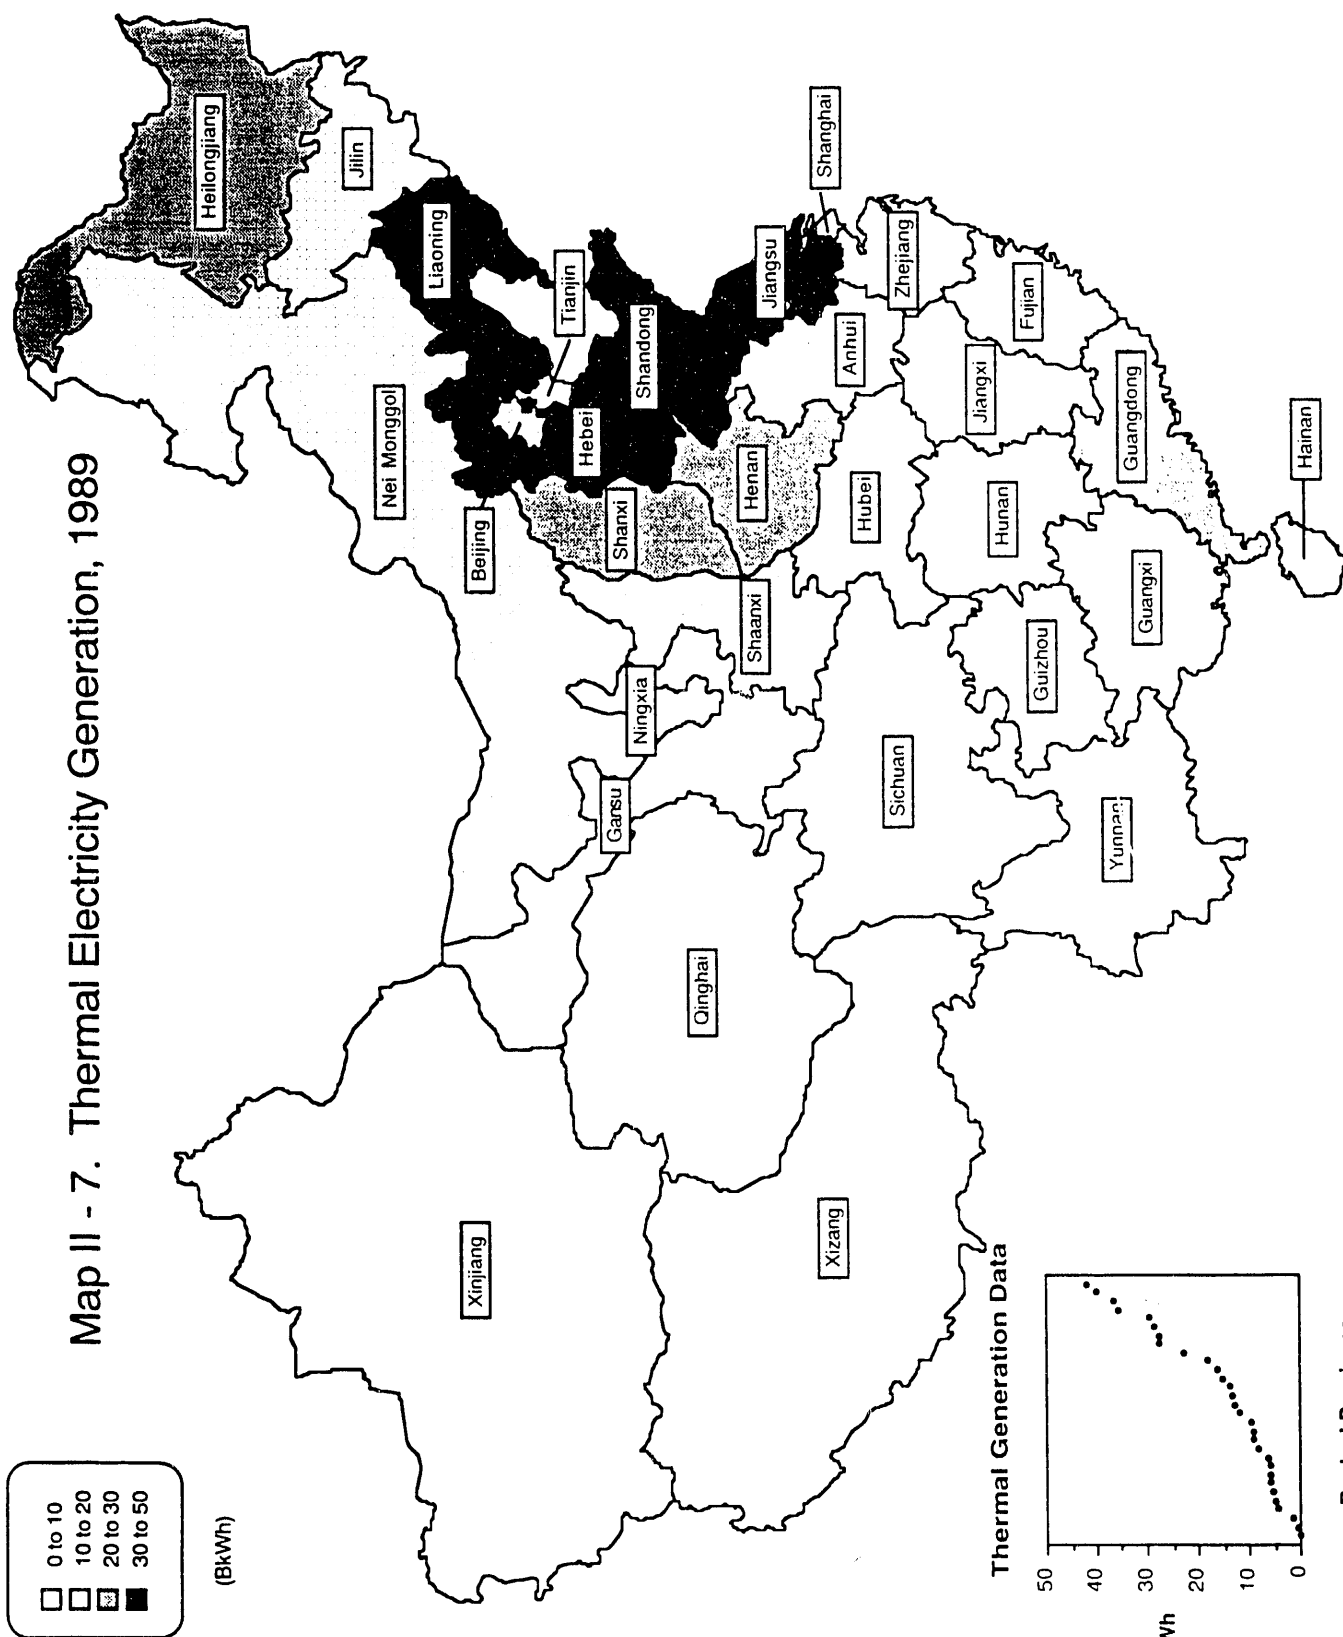 Map II - 7. Thermal Electricity Generation, 1989
0 to 10
10 to 20
20 to 30
30 to 50
(BkWh)
Heilongjiang
Jilin
Liaoning
Nei Monggol
Beijing
Tianjin
Hebei
Shandong
Shanxi
Henan
Jiangsu
Shanghai
Xinjiang
Gansu
Ningxia
Shaanxi
Qinghai
Xizang
Sichuan
Hubei
Anhui
Zhejiang
Jiangxi
Fujian
Hunan
Guizhou
Yunnan
Guangxi
Guangdong
Hainan
Thermal Generation Data
50
40
30
20
10
0
Wh